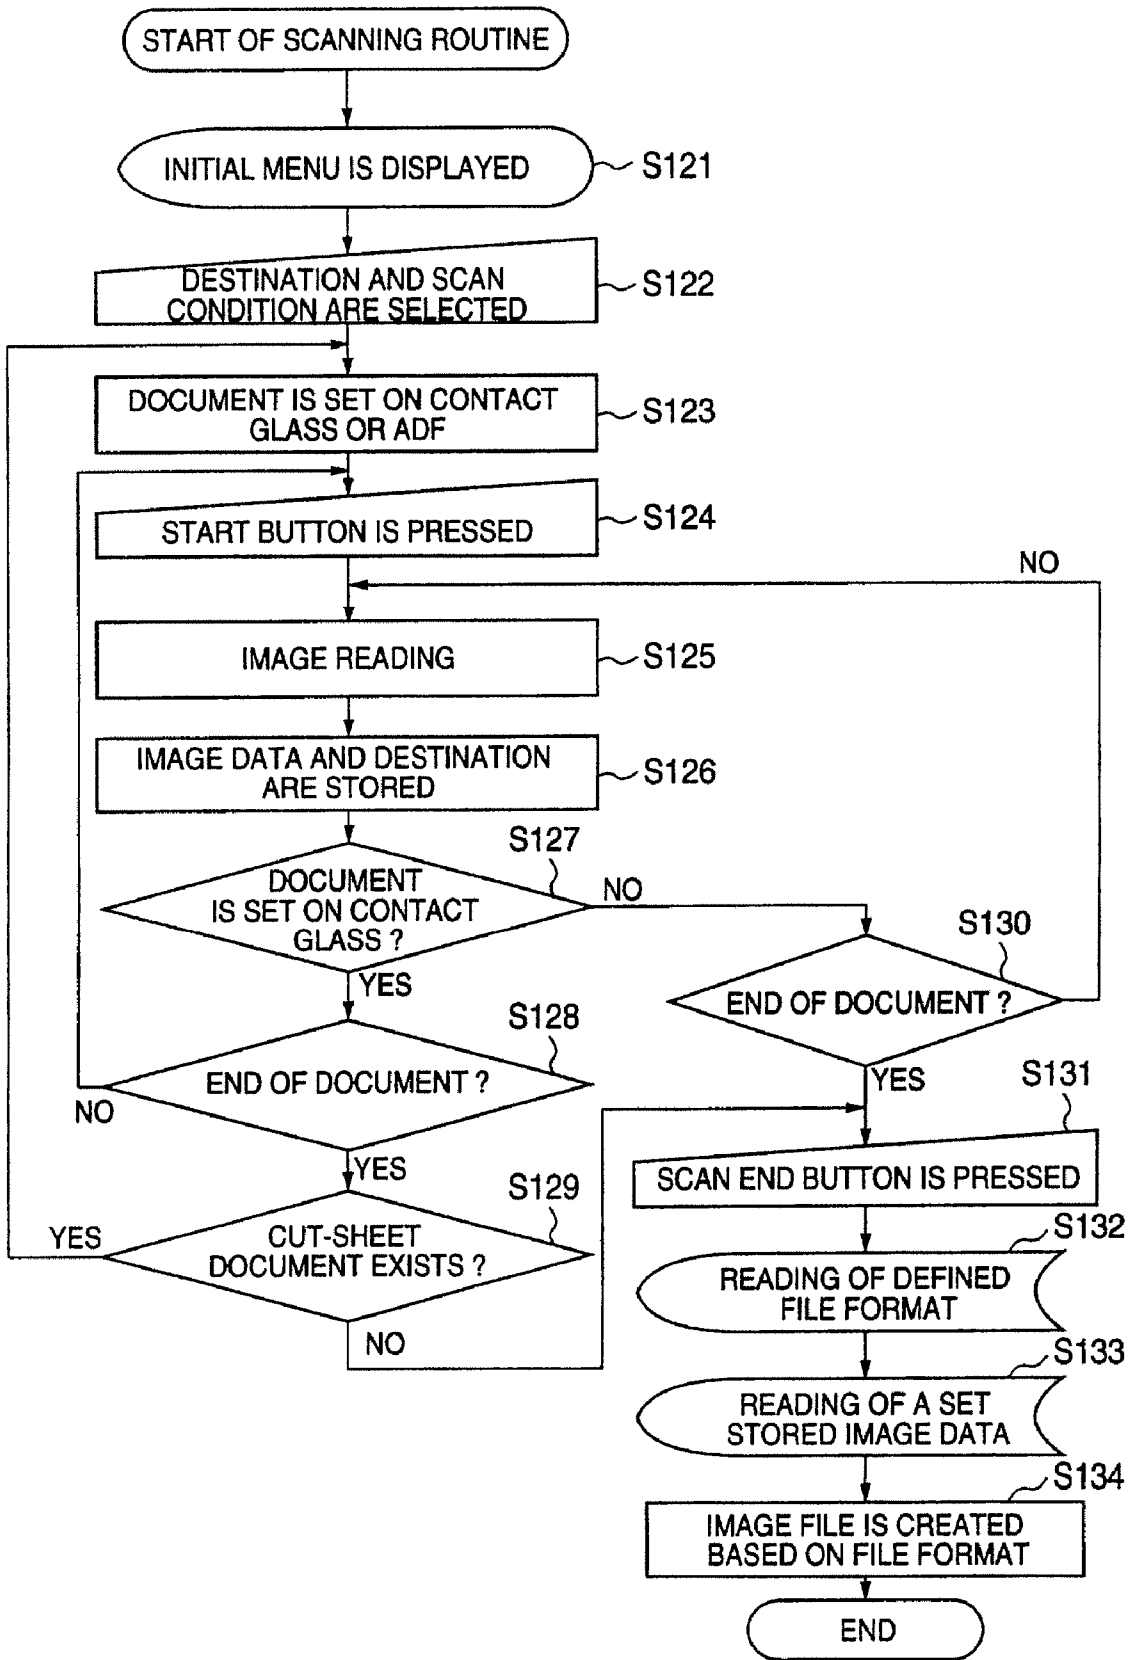 START OF SCANNING ROUTINE
INITIAL MENU IS DISPLAYED
S121
DESTINATION AND SCAN
CONDITION ARE SELECTED
S122
DOCUMENT IS SET ON CONTACT
GLASS OR ADF
S123
START BUTTON IS PRESSED
S124
NO
IMAGE READING
S125
IMAGE DATA AND DESTINATION
ARE STORED
S126
S127
DOCUMENT
IS SET ON CONTACT
GLASS ?
NO
YES
S130
END OF DOCUMENT ?
YES
S128
END OF DOCUMENT ?
NO
YES
S129
CUT-SHEET
DOCUMENT EXISTS ?
YES
NO
S131
SCAN END BUTTON IS PRESSED
S132
READING OF DEFINED
FILE FORMAT
S133
READING OF A SET
STORED IMAGE DATA
S134
IMAGE FILE IS CREATED
BASED ON FILE FORMAT
END